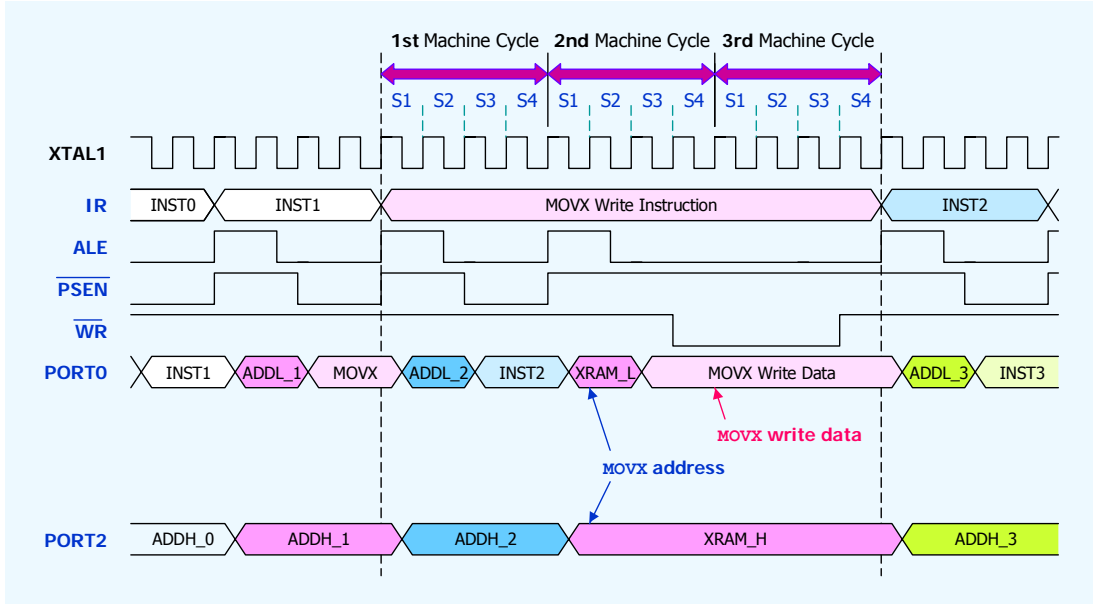 1st Machine Cycle 2nd Machine Cycle 3rd Machine Cycle
S1 S2 S3 S4 S1 S2 S3 S4 S1 S2 S3 S4
XTAL1
IR INST0 INST1 MOVX Write Instruction INST2
ALE
PSEN
WR
PORT0 INST1 ADDL_1 MOVX ADDL_2 INST2 XRAM_L MOVX Write Data ADDL_3 INST3
MOVX write data
MOVX address
PORT2 ADDH_0 ADDH_1 ADDH_2 XRAM_H ADDH_3